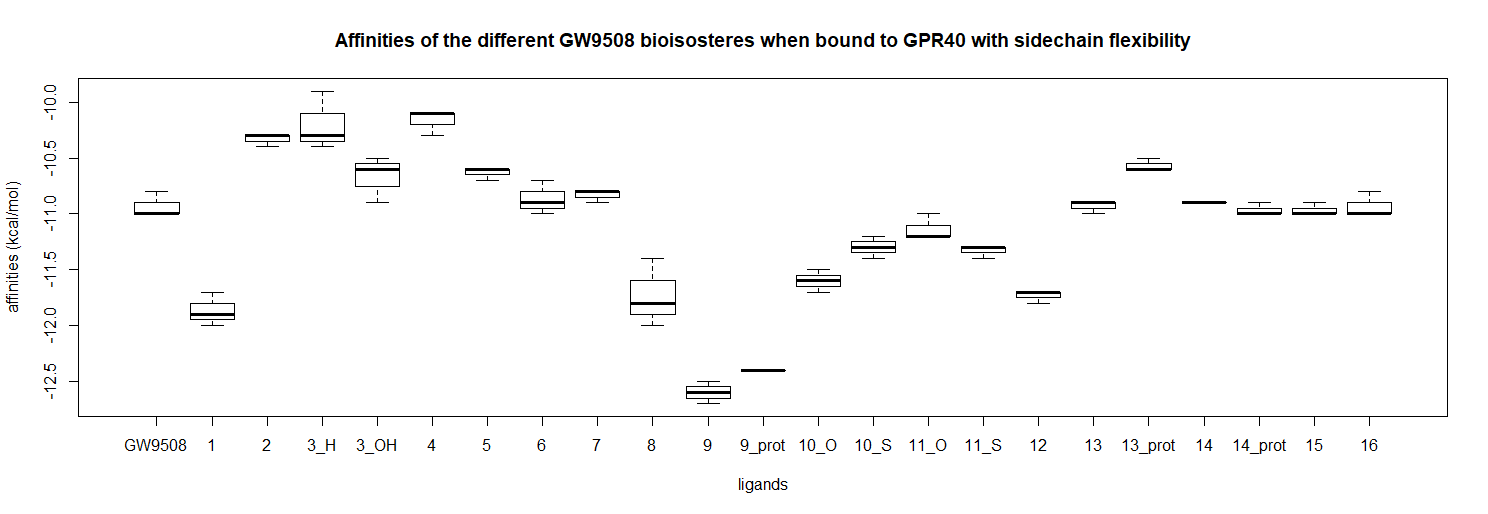 Affinities of the different GW9508 bioisosteres when bound to GPR40 with sidechain flexibility
affinities (kcal/mol)
-10.0
-10.5
-11.0
-11.5
-12.0
-12.5
GW9508 1 2 3_H 3_OH 4 5 6 7 8 9 9_prot 10_O 10_S 11_O 11_S 12 13 13_prot 14 14_prot 15 16
ligands